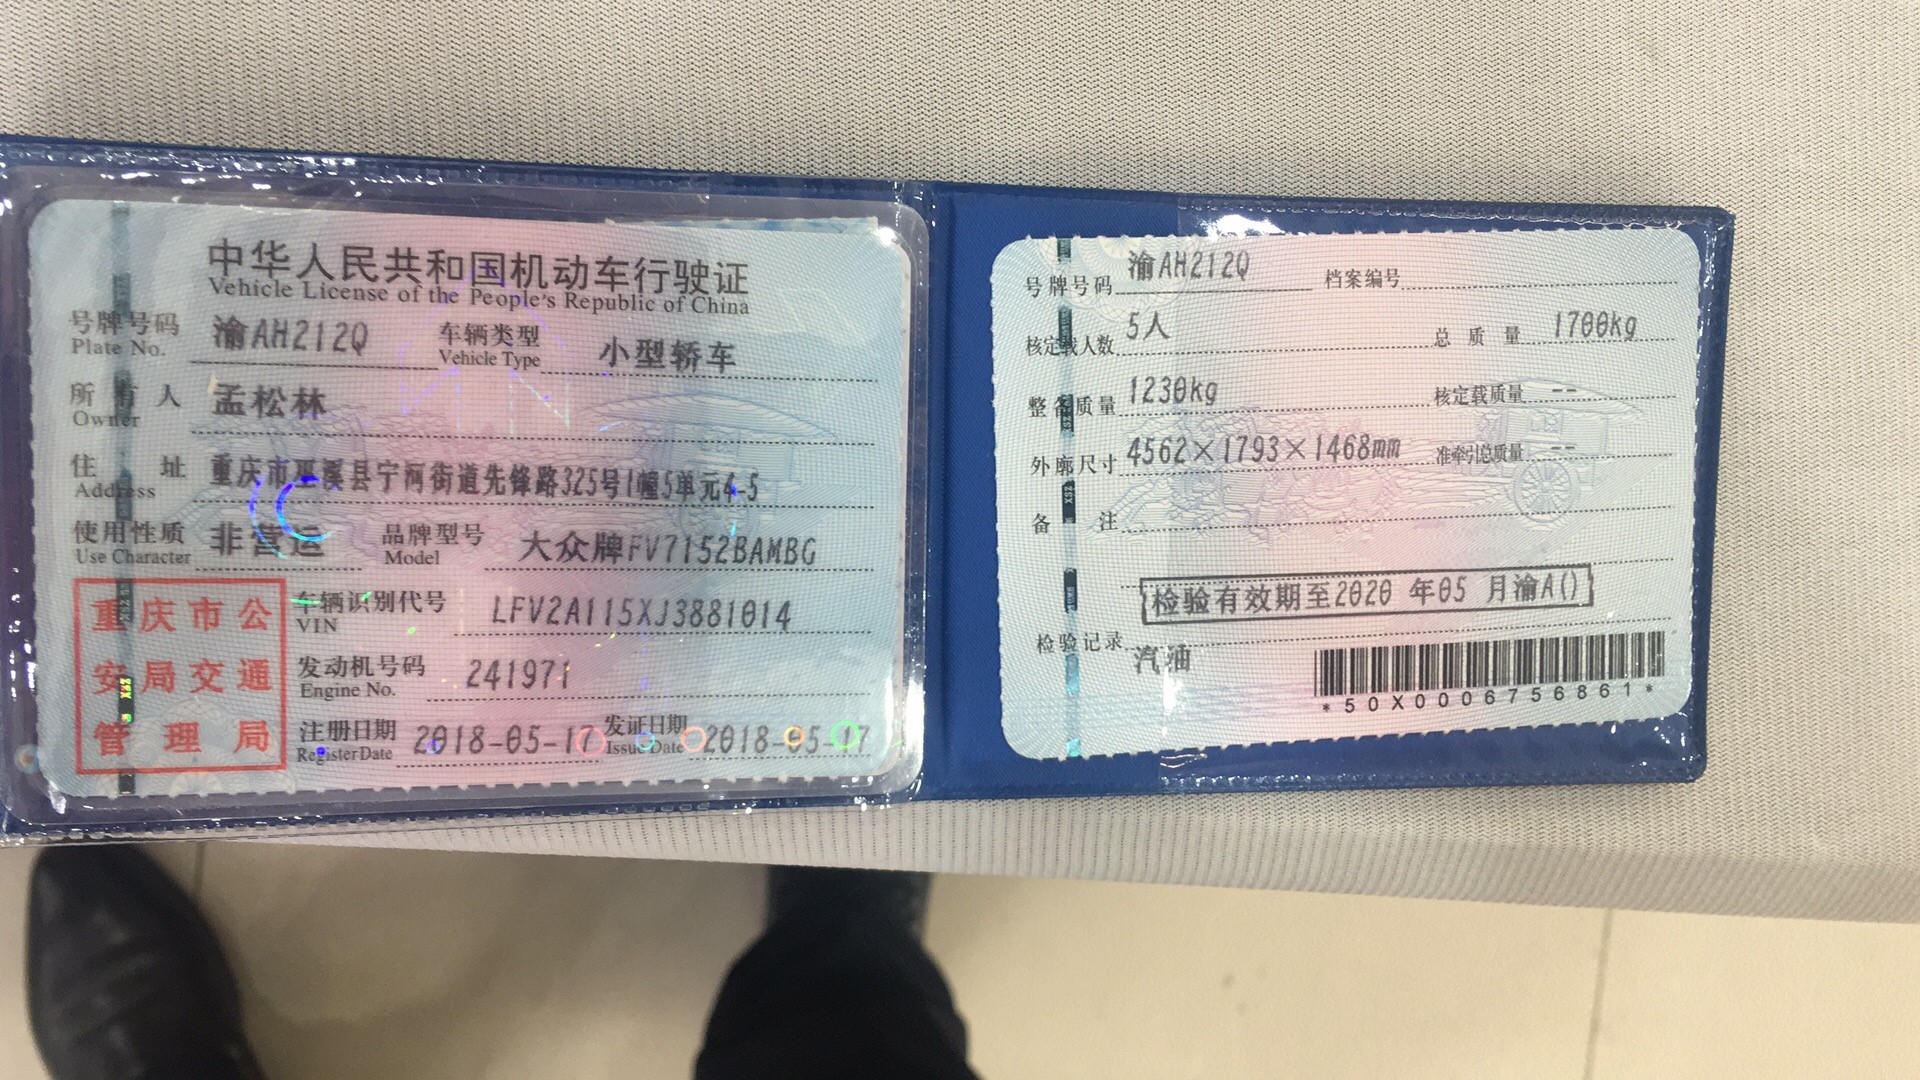 中华人民共和国机动车行驶证
Vehicle License of the People's Republic of China
号牌号码 渝AH212Q 车辆类型 小型轿车
Plate No. Vehicle Type
所有人 孟松林
Owner
住址 重庆市巫溪县宁河街道先锋路325号1幢5单元4-5
Address
使用性质 非营运 品牌型号 大众牌FV7152BAMBG
Use Character Model
重庆市公
安局交通
管理局
车辆识别代号 LFV2A115XJ3881014
VIN
发动机号码 241971
Engine No.
注册日期 2018-05-17 发证日期 2018-05-17
Register Date Issue Date
号牌号码 渝AH212Q 档案编号
核定载人数 5人 总质量 1700kg
整备质量 1230kg 核定载质量 --
外廓尺寸 4562×1793×1468mm 准牵引总质量 --
备注
检验有效期至2020 年05 月渝A()
检验记录
汽油
*50X0006756861*